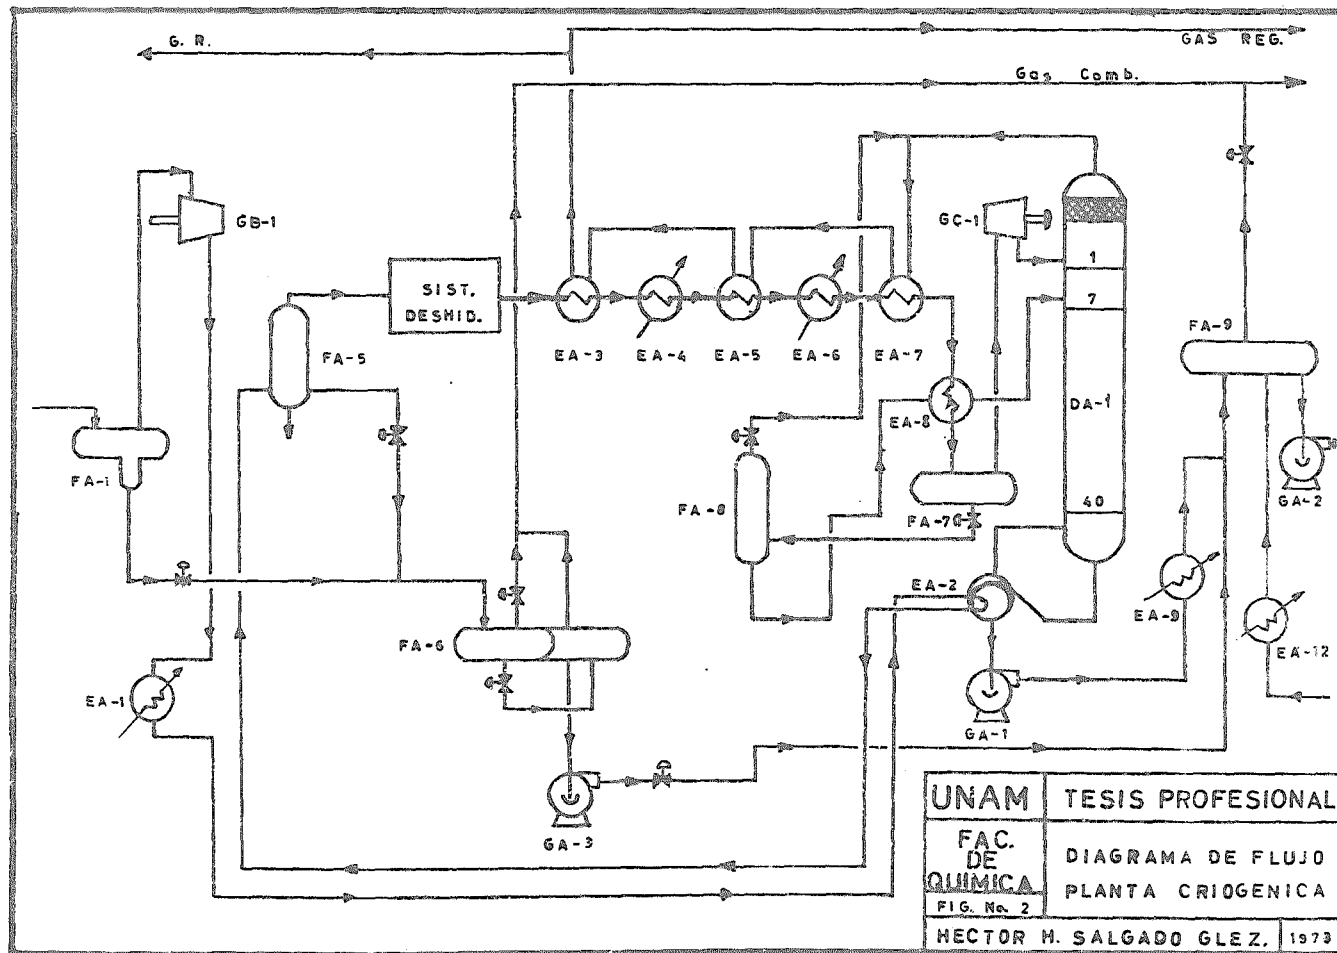 G. R.
GAS REG.
Gas Comb.
GB-1
GC-1
1
SIST.
DESHID.
7
FA-9
EA-3
EA-4
EA-5
EA-6
EA-7
FA-5
DA-1
EA-8
FA-1
GA-2
FA-8
FA-7
40
EA-2
EA-9
FA-6
EA-12
EA-1
GA-1
GA-3
UNAM
TESIS PROFESIONAL
FAC.
DE
QUIMICA
DIAGRAMA DE FLUJO
PLANTA CRIOGENICA
FIG. No. 2
HECTOR H. SALGADO GLEZ.
1973